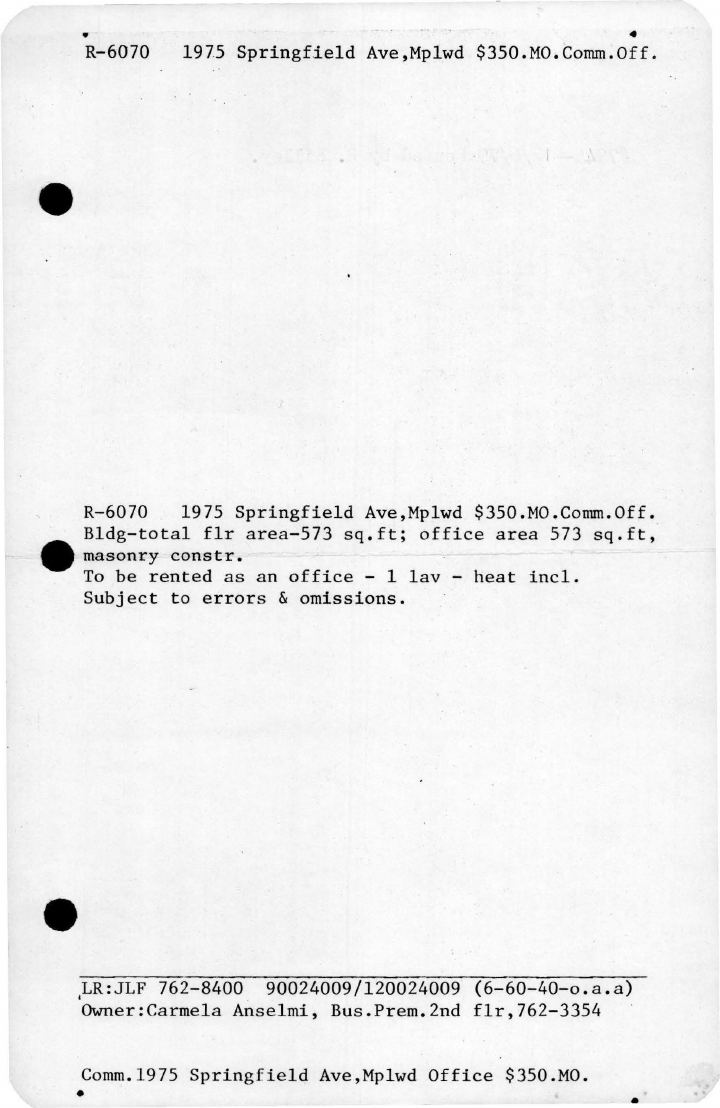 R-6070   1975 Springfield Ave,Mplwd $350.MO.Comm.Off.
R-6070   1975 Springfield Ave,Mplwd $350.MO.Comm.Off.
Bldg-total flr area-573 sq.ft; office area 573 sq.ft,
masonry constr.
To be rented as an office - 1 lav - heat incl.
Subject to errors & omissions.
LR:JLF 762-8400  90024009/120024009 (6-60-40-o.a.a)
Owner:Carmela Anselmi, Bus.Prem.2nd flr,762-3354
Comm.1975 Springfield Ave,Mplwd Office $350.MO.